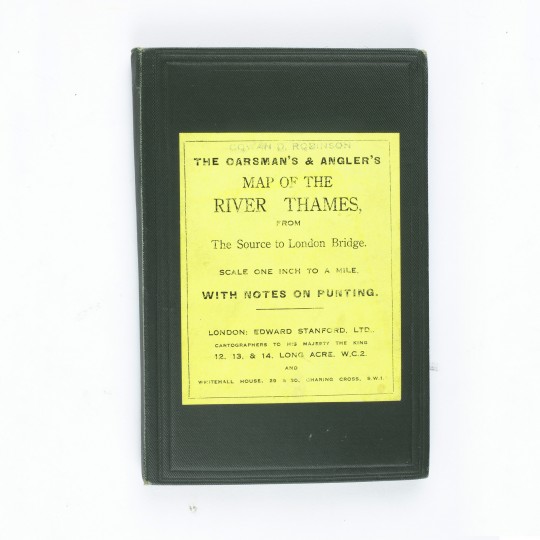 D. ROBINSON
THE OARSMAN'S & ANGLER'S
MAP OF THE
RIVER THAMES,
FROM
The Source to London Bridge.
SCALE ONE INCH TO A MILE.
WITH NOTES ON PUNTING.
LONDON: EDWARD STANFORD, LTD.,
CARTOGRAPHERS TO HIS MAJESTY THE KING
12, 13, & 14, LONG ACRE, W.C.2.
AND
WHITEHALL HOUSE, 29 & 30, CHARING CROSS, S.W.1.